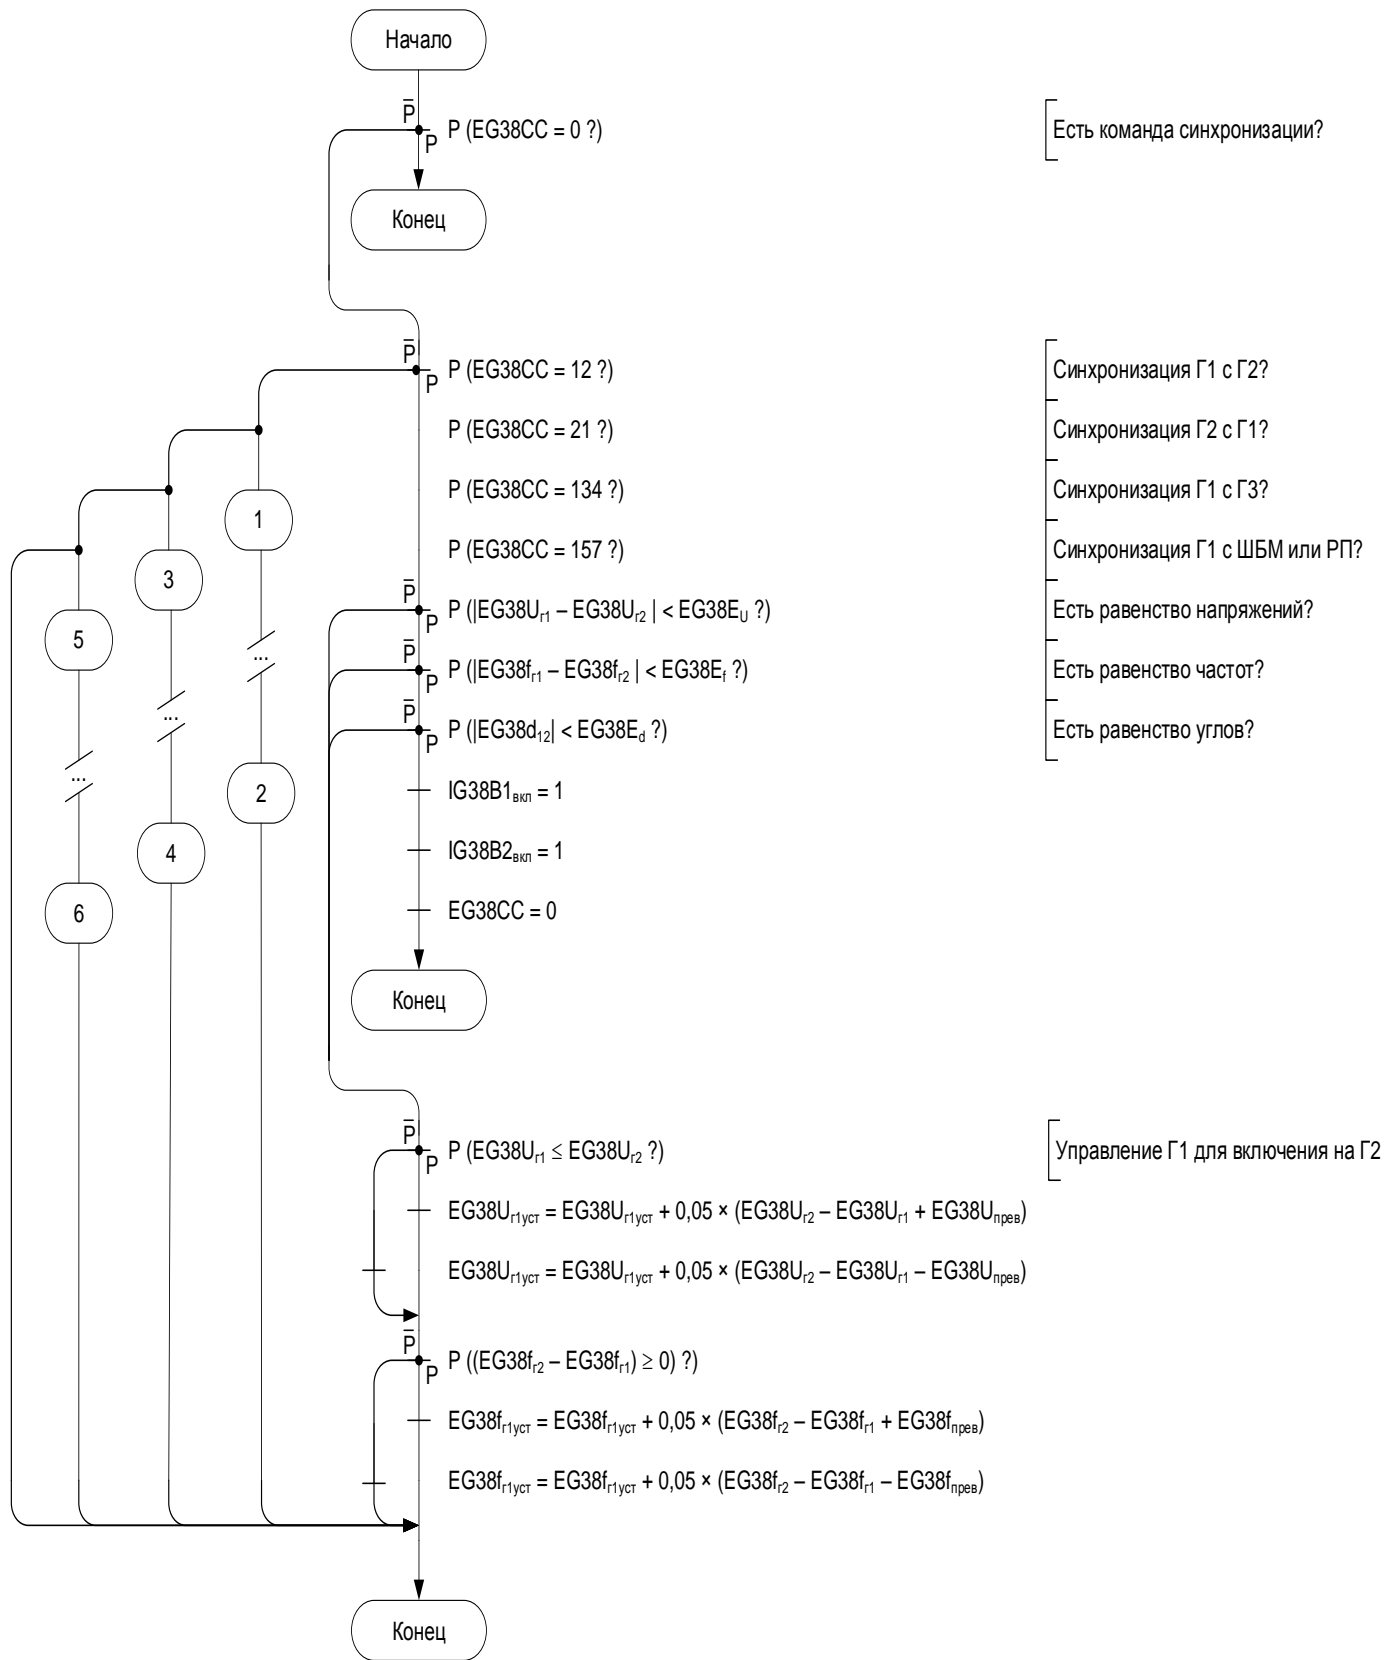 Начало
P̅
P
P (EG38CC = 0 ?)
Есть команда синхронизации?
Конец
P̅
P
P (EG38CC = 12 ?)
Синхронизация Г1 с Г2?
P (EG38CC = 21 ?)
Синхронизация Г2 с Г1?
P (EG38CC = 134 ?)
Синхронизация Г1 с Г3?
1
P (EG38CC = 157 ?)
Синхронизация Г1 с ШБМ или РП?
3
P̅
P
P (|EG38Uг1 – EG38Uг2 | < EG38EU ?)
Есть равенство напряжений?
5
...
P̅
P
P (|EG38fг1 – EG38fг2 | < EG38Ef ?)
Есть равенство частот?
...
P̅
P
P (|EG38d12| < EG38Ed ?)
Есть равенство углов?
...
2
IG38B1вкл = 1
4
IG38B2вкл = 1
6
EG38CC = 0
Конец
P̅
P
P (EG38Uг1 ≤ EG38Uг2 ?)
Управление Г1 для включения на Г2
EG38Uг1уст = EG38Uг1уст + 0,05 × (EG38Uг2 – EG38Uг1 + EG38Uпрев)
EG38Uг1уст = EG38Uг1уст + 0,05 × (EG38Uг2 – EG38Uг1 – EG38Uпрев)
P̅
P
P ((EG38fг2 – EG38fг1) ≥ 0) ?)
EG38fг1уст = EG38fг1уст + 0,05 × (EG38fг2 – EG38fг1 + EG38fпрев)
EG38fг1уст = EG38fг1уст + 0,05 × (EG38fг2 – EG38fг1 – EG38fпрев)
Конец